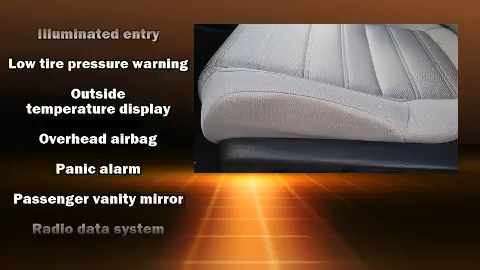 Illuminated entry
Low tire pressure warning
Outside
temperature display
Overhead airbag
Panic alarm
Passenger vanity mirror
Radio data system